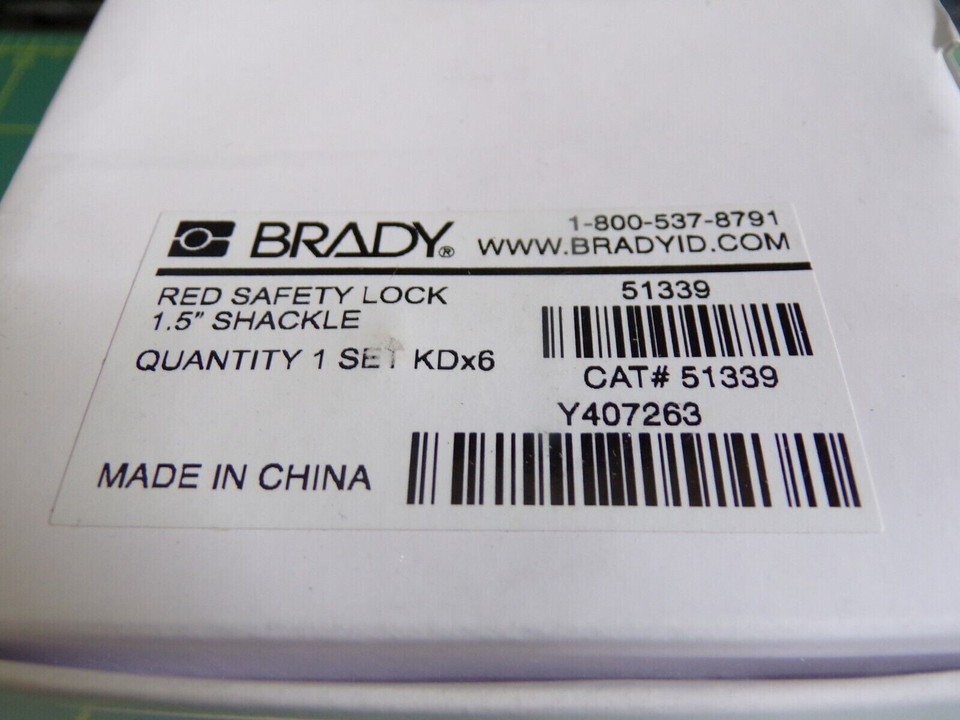 BRADY®
1-800-537-8791
WWW.BRADYID.COM
RED SAFETY LOCK
1.5" SHACKLE
QUANTITY 1 SET KDx6
51339
CAT# 51339
Y407263
MADE IN CHINA